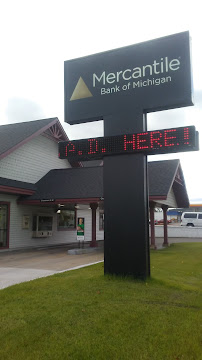 Mercantile
Bank of Michigan
P.D. HERE!